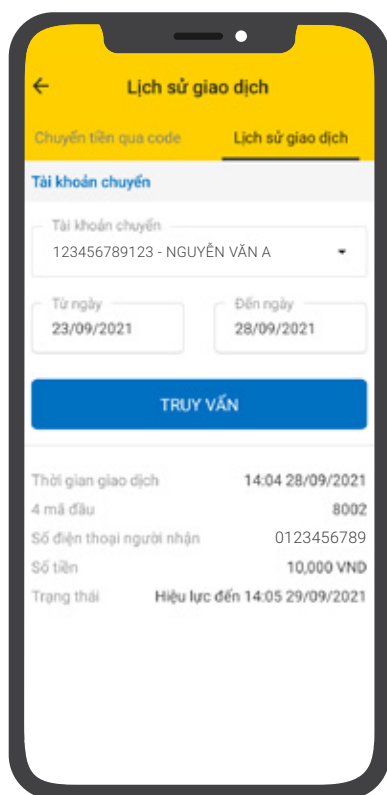 Lịch sử giao dịch
Chuyển tiền qua code Lịch sử giao dịch
Tài khoản chuyển
Tài khoản chuyển
123456789123 - NGUYỄN VĂN A
Từ ngày Đến ngày
23/09/2021 28/09/2021
TRUY VẤN
Thời gian giao dịch 14:04 28/09/2021
4 mã đầu 8002
Số điện thoại người nhận 0123456789
Số tiền 10,000 VND
Trạng thái Hiệu lực đến 14:05 29/09/2021